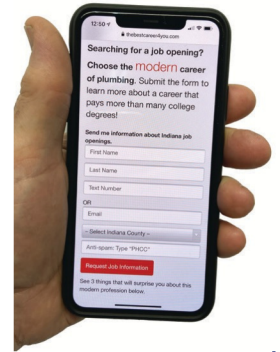 12:50
thebestcareer4you.com
Searching for a job opening?
Choose the modern career
of plumbing. Submit the form to
learn more about a career that
pays more than many college
degrees!
Send me information about Indiana job
openings.
First Name
Last Name
Text Number
OR
Email
- Select Indiana County -
Anti-spam: Type "PHCC"
Request Job Information
See 3 things that will surprise you about this
modern profession below.